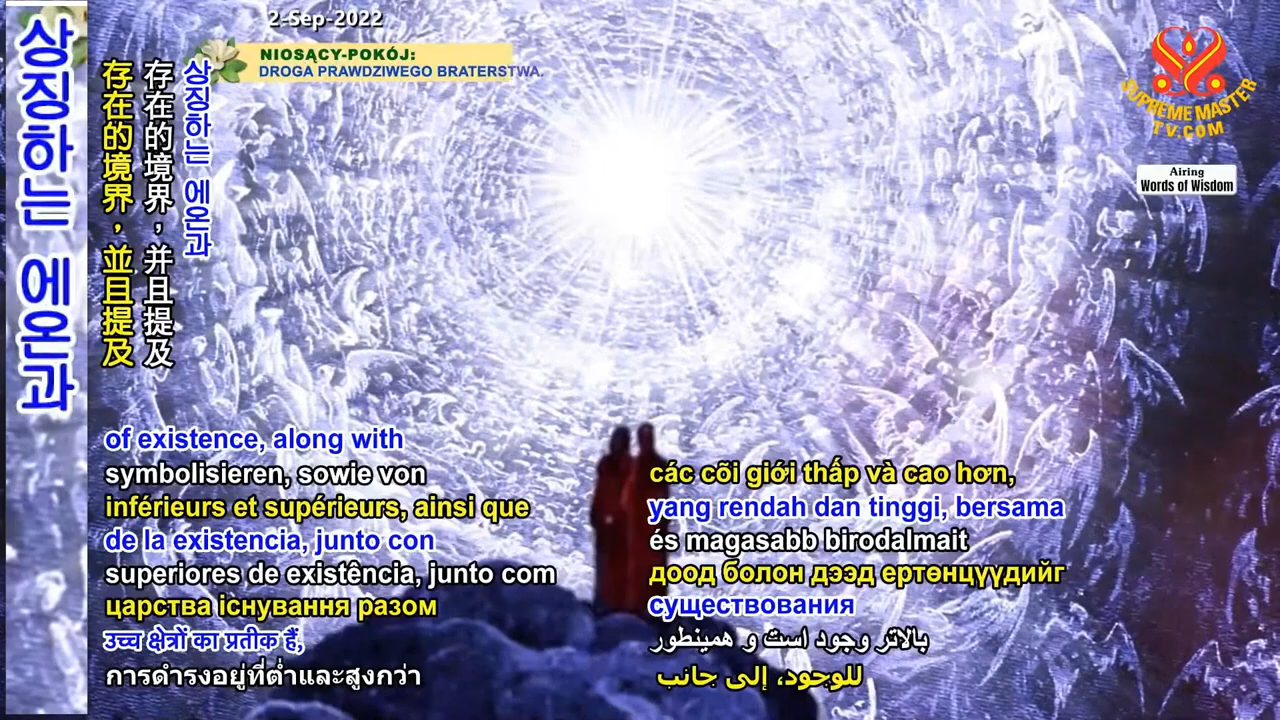 2-Sep-2022
NIOSĄCY-POKÓJ:
DROGA PRAWDZIWEGO BRATERSTWA.
SUPREME MASTER
TV.COM
Airing
Words of Wisdom
상징하는 에온과
存在的境界，並且提及
存在的境界，并且提及
상징하는 에온과
of existence, along with
symbolisieren, sowie von
inférieurs et supérieurs, ainsi que
de la existencia, junto con
superiores de existência, junto com
царства існування разом
उच्च क्षेत्रों का प्रतीक हैं,
การดำรงอยู่ที่ต่ำและสูงกว่า
các cõi giới thấp và cao hơn,
yang rendah dan tinggi, bersama
és magasabb birodalmait
доод болон дээд ертөнцүүдийг
существования
بالاتر وجود است و همینطور
للوجود، إلى جانب